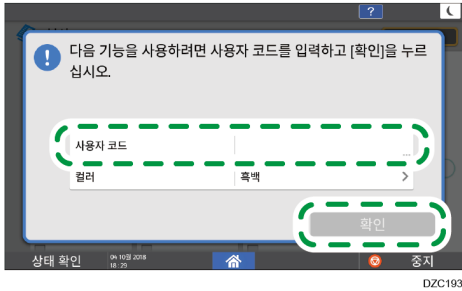 ?
다음 기능을 사용하려면 사용자 코드를 입력하고 [확인]을 누르
십시오.
사용자 코드
컬러 흑백
확인
상태 확인 04 10월 2018
18 : 29 중지
DZC193